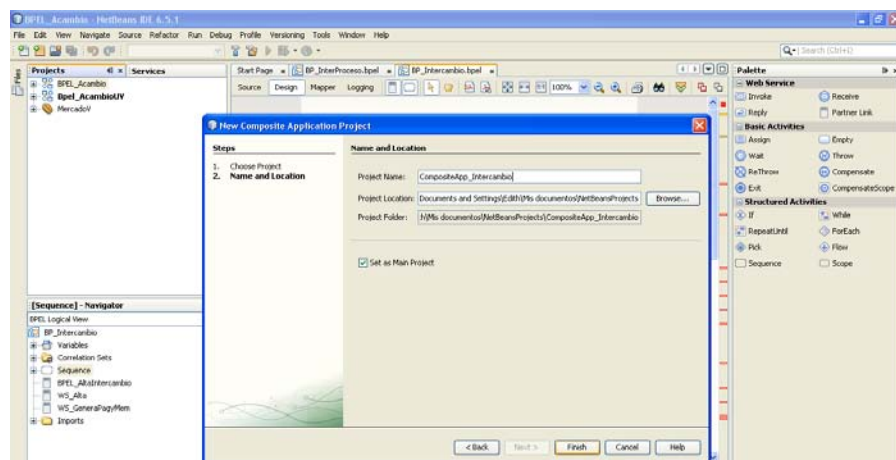 BPEL_Acambio - NetBeans IDE 6.5.1
File Edit View Navigate Source Refactor Run Debug Profile Versioning Tools Window Help
Search (Ctrl+I)
Files
Projects
Services
BPEL_Acambio
Bpel_AcambioUV
MercadoV
Start Page
BP_InterProceso.bpel
BP_Intercambio.bpel
Source Design Mapper Logging
100%
New Composite Application Project
Steps
1. Choose Project
2. Name and Location
Name and Location
Project Name: CompositeApp_Intercambio
Project Location: Documents and Settings\Edith\Mis documentos\NetBeansProjects Browse...
Project Folder: \Mis documentos\NetBeansProjects\CompositeApp_Intercambio
Set as Main Project
< Back Next > Finish Cancel Help
[Sequence] - Navigator
BPEL Logical View
BP_Intercambio
Variables
Correlation Sets
Sequence
BPEL_AltaIntercambio
WS_Alta
WS_GeneraPagyMem
Imports
Palette
Web Service
Invoke Receive
Reply Partner Link
Basic Activities
Assign Empty
Wait Throw
ReThrow Compensate
Exit CompensateScope
Structured Activities
If While
RepeatUntil ForEach
Pick Flow
Sequence Scope